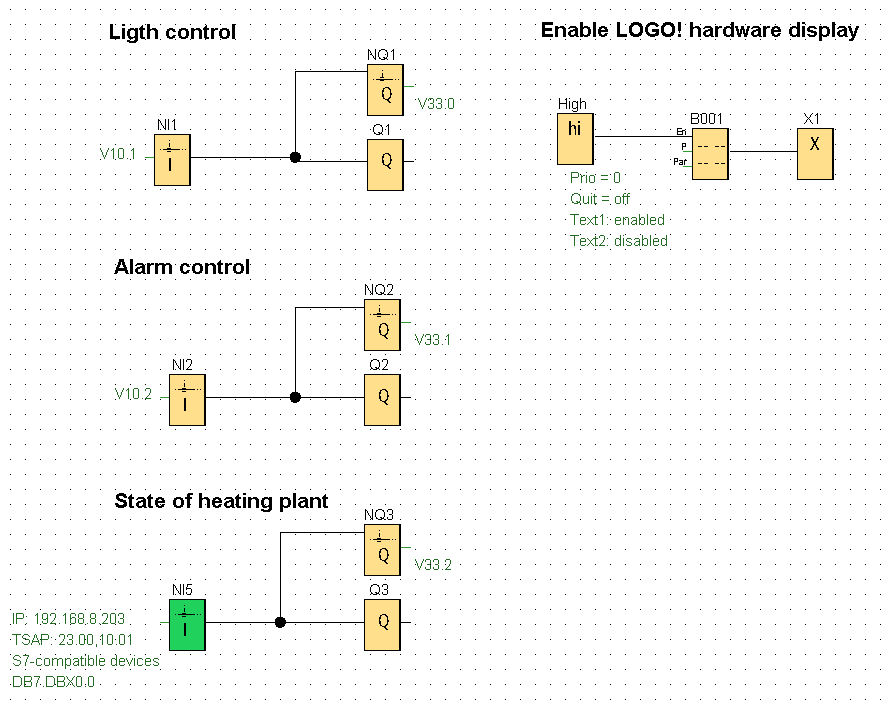 Ligth control
NQ1
Q
V33:0
Q1
Q
NI1
V10.1
I
Enable LOGO! hardware display
High
hi
B001
En
P
Par
X1
X
Prio = 0
Quit = off
Text1: enabled
Text2: disabled
Alarm control
NQ2
Q
V33.1
Q2
Q
NI2
V10.2
I
State of heating plant
NQ3
Q
V33.2
Q3
Q
NI5
I
IP: 192.168.8.203
TSAP: 23.00,10.01
S7-compatible devices
DB7.DBX0.0